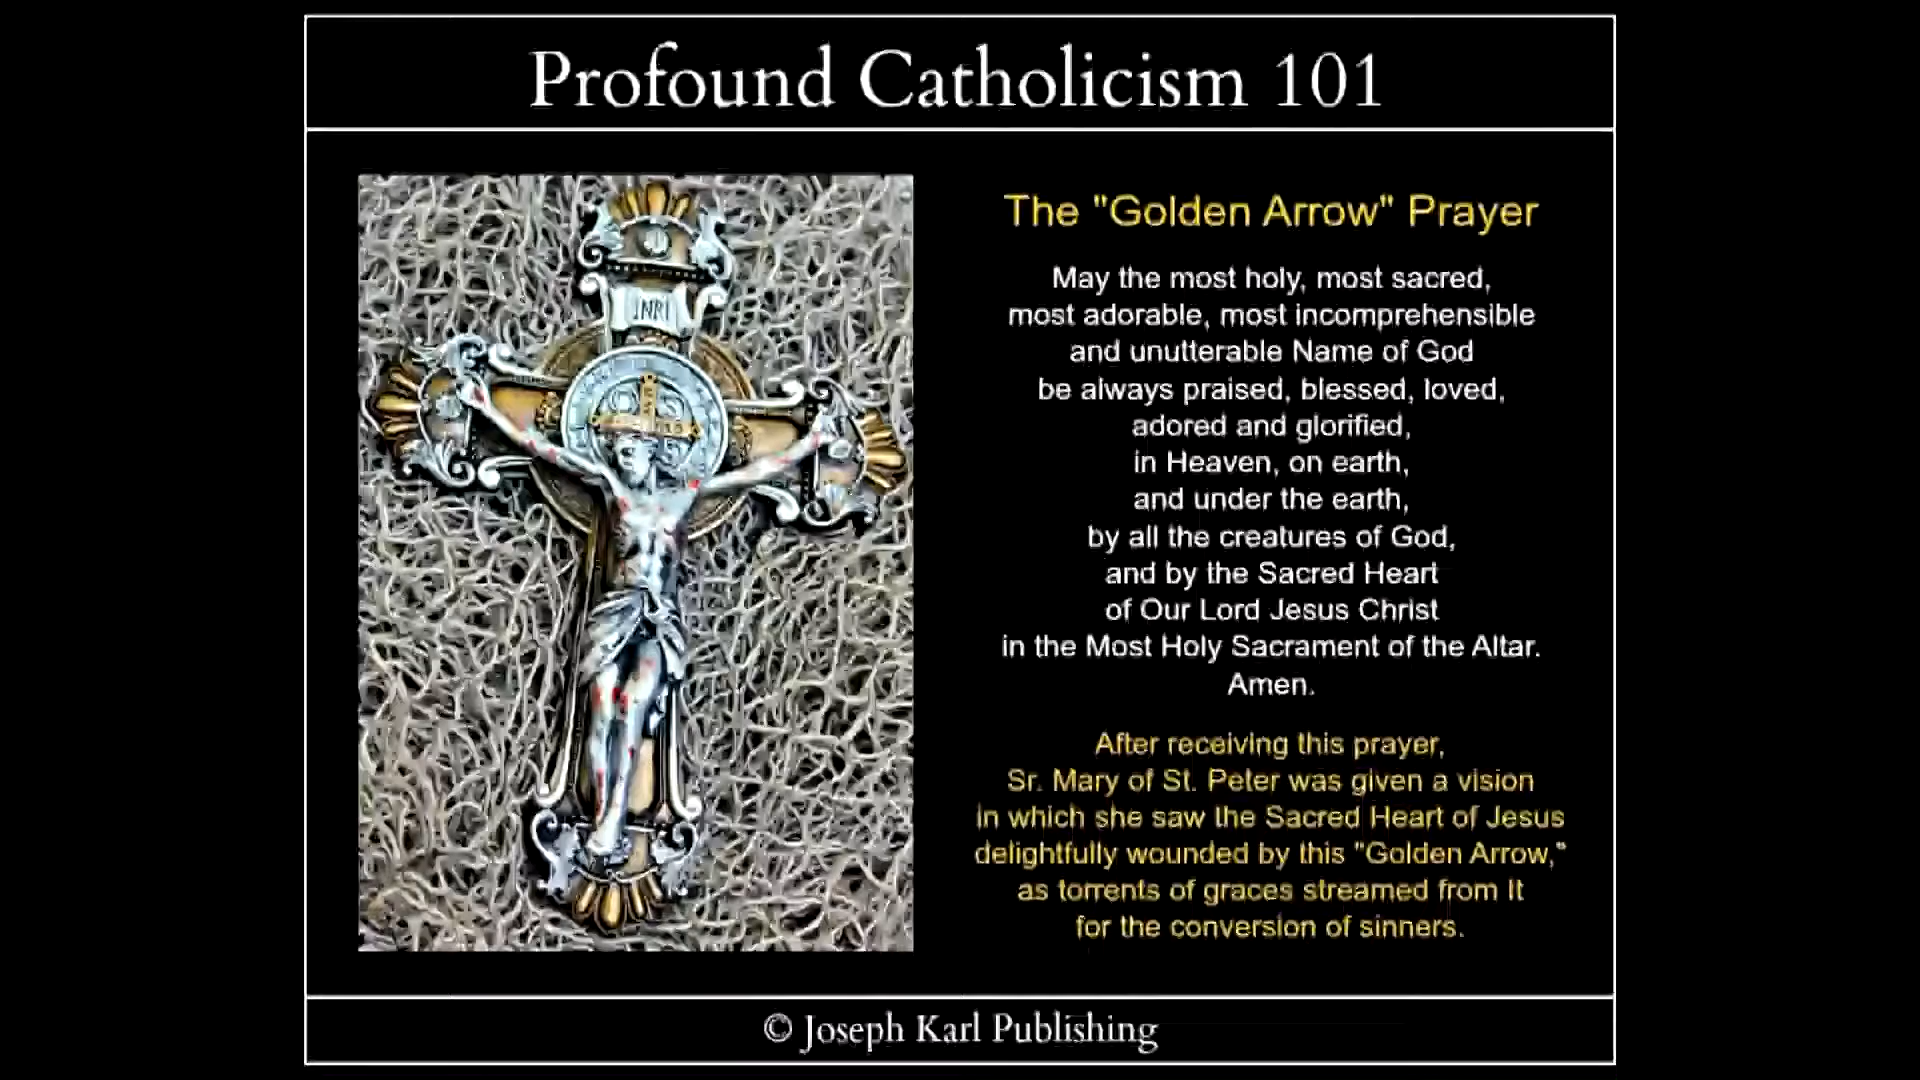 Profound Catholicism 101
INRI
The "Golden Arrow" Prayer
May the most holy, most sacred,
most adorable, most incomprehensible
and unutterable Name of God
be always praised, blessed, loved,
adored and glorified,
in Heaven, on earth,
and under the earth,
by all the creatures of God,
and by the Sacred Heart
of Our Lord Jesus Christ
in the Most Holy Sacrament of the Altar.
Amen.
After receiving this prayer,
Sr. Mary of St. Peter was given a vision
in which she saw the Sacred Heart of Jesus
delightfully wounded by this "Golden Arrow,"
as torrents of graces streamed from It
for the conversion of sinners.
© Joseph Karl Publishing